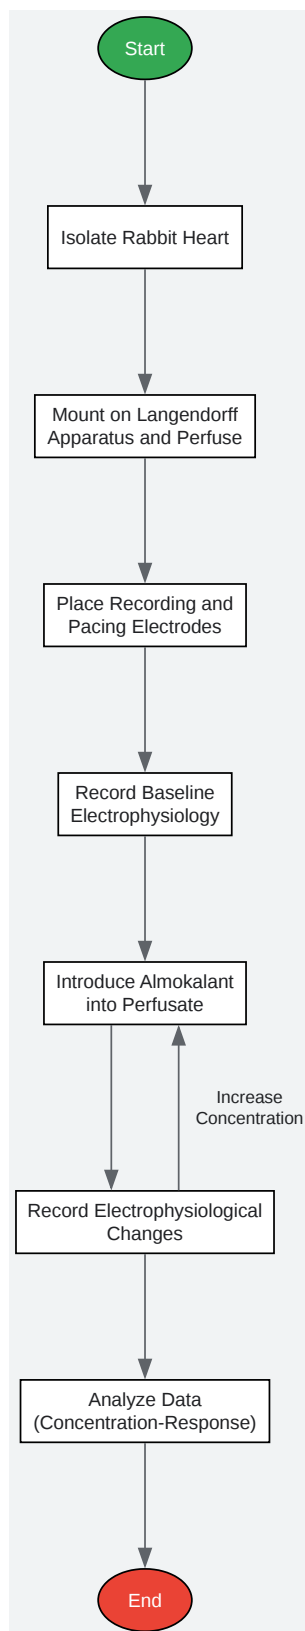 Start
Isolate Rabbit Heart
Mount on Langendorff
Apparatus and Perfuse
Place Recording and
Pacing Electrodes
Record Baseline
Electrophysiology
Introduce Almokalant
into Perfusate
Increase
Concentration
Record Electrophysiological
Changes
Analyze Data
(Concentration-Response)
End